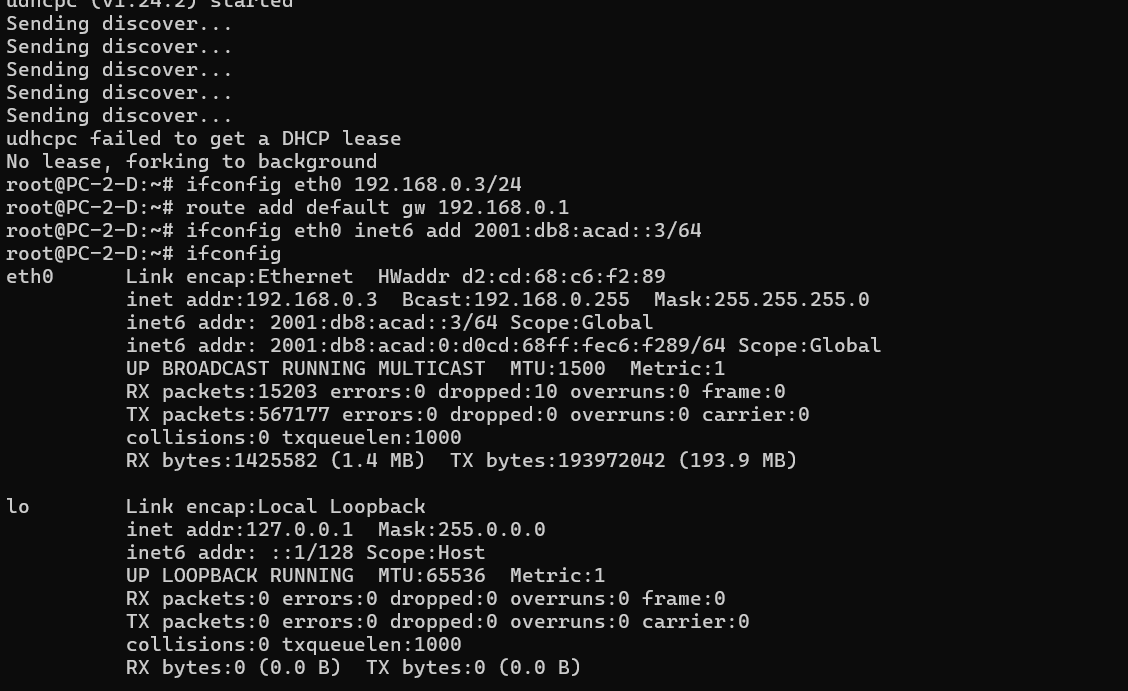 udhcpc (v1.24.2) started
Sending discover...
Sending discover...
Sending discover...
Sending discover...
Sending discover...
udhcpc failed to get a DHCP lease
No lease, forking to background
root@PC-2-D:~# ifconfig eth0 192.168.0.3/24
root@PC-2-D:~# route add default gw 192.168.0.1
root@PC-2-D:~# ifconfig eth0 inet6 add 2001:db8:acad::3/64
root@PC-2-D:~# ifconfig
eth0      Link encap:Ethernet  HWaddr d2:cd:68:c6:f2:89
          inet addr:192.168.0.3  Bcast:192.168.0.255  Mask:255.255.255.0
          inet6 addr: 2001:db8:acad::3/64 Scope:Global
          inet6 addr: 2001:db8:acad:0:d0cd:68ff:fec6:f289/64 Scope:Global
          UP BROADCAST RUNNING MULTICAST  MTU:1500  Metric:1
          RX packets:15203 errors:0 dropped:10 overruns:0 frame:0
          TX packets:567177 errors:0 dropped:0 overruns:0 carrier:0
          collisions:0 txqueuelen:1000
          RX bytes:1425582 (1.4 MB)  TX bytes:193972042 (193.9 MB)

lo        Link encap:Local Loopback
          inet addr:127.0.0.1  Mask:255.0.0.0
          inet6 addr: ::1/128 Scope:Host
          UP LOOPBACK RUNNING  MTU:65536  Metric:1
          RX packets:0 errors:0 dropped:0 overruns:0 frame:0
          TX packets:0 errors:0 dropped:0 overruns:0 carrier:0
          collisions:0 txqueuelen:1000
          RX bytes:0 (0.0 B)  TX bytes:0 (0.0 B)